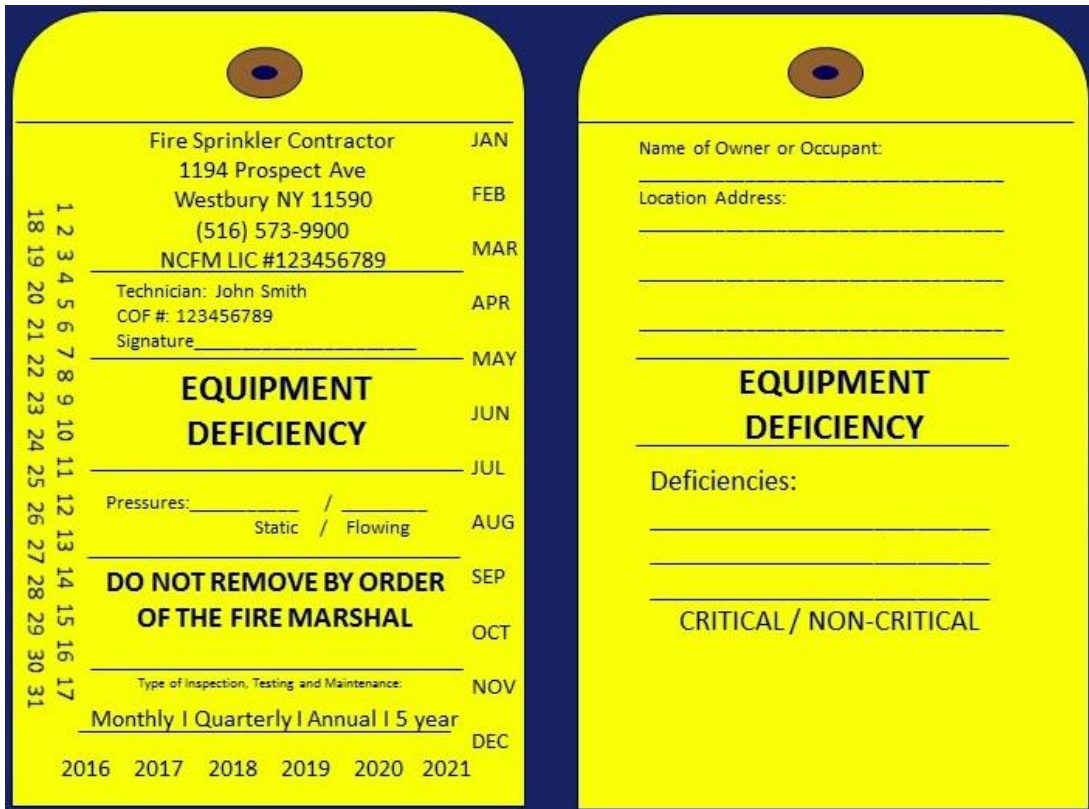 Fire Sprinkler Contractor
1194 Prospect Ave
Westbury NY 11590
(516) 573-9900
NCFM LIC #123456789
Technician: John Smith
COF #: 123456789
Signature______________________
EQUIPMENT
DEFICIENCY
Pressures:___________ / _________
Static / Flowing
DO NOT REMOVE BY ORDER
OF THE FIRE MARSHAL
Type of Inspection, Testing and Maintenance:
Monthly I Quarterly I Annual I 5 year
2016 2017 2018 2019 2020 2021
1 2 3 4 5 6 7 8 9 10 11 12 13 14 15 16 17
18 19 20 21 22 23 24 25 26 27 28 29 30 31
JAN
FEB
MAR
APR
MAY
JUN
JUL
AUG
SEP
OCT
NOV
DEC
Name of Owner or Occupant:
Location Address:
EQUIPMENT
DEFICIENCY
Deficiencies:
CRITICAL / NON-CRITICAL